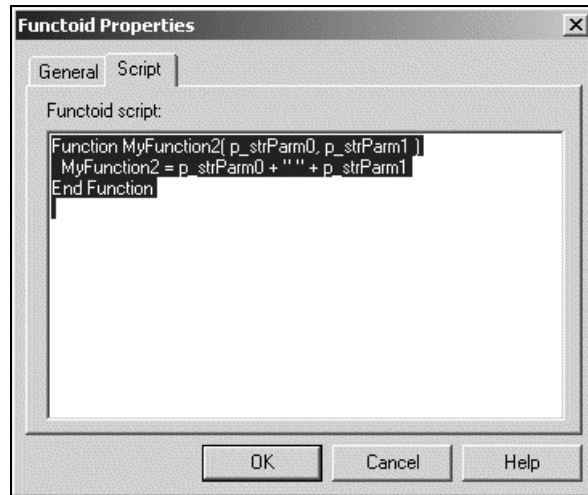 Functoid Properties
General Script
Functoid script:
Function MyFunction2( p_strParm0, p_strParm1 )
MyFunction2 = p_strParm0 + " " + p_strParm1
End Function
OK Cancel Help